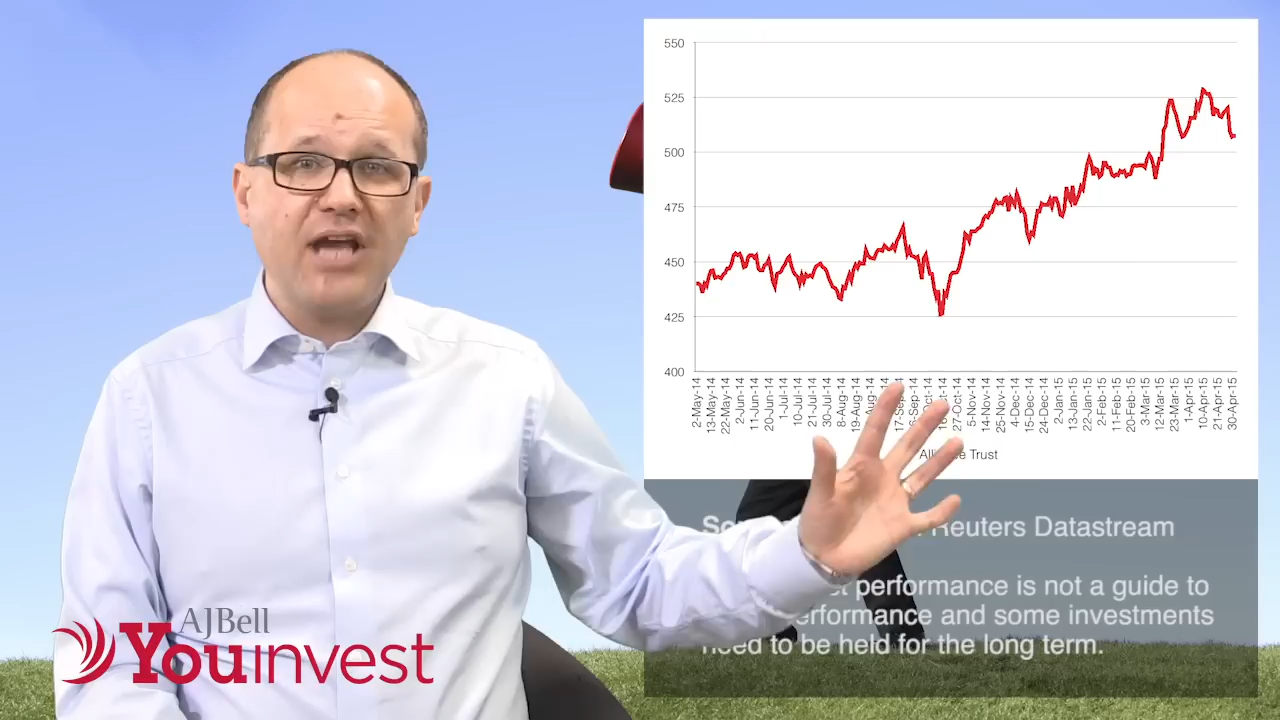 550
525
500
475
450
425
400
2-May-14
13-May-14
22-May-14
2-Jun-14
11-Jun-14
20-Jun-14
1-Jul-14
10-Jul-14
21-Jul-14
30-Jul-14
8-Aug-14
19-Aug-14
27-Oct-14
5-Nov-14
14-Nov-14
25-Nov-14
4-Dec-14
15-Dec-14
24-Dec-14
2-Jan-15
13-Jan-15
22-Jan-15
2-Feb-15
11-Feb-15
20-Feb-15
3-Mar-15
12-Mar-15
23-Mar-15
1-Apr-15
10-Apr-15
21-Apr-15
30-Apr-15
Trust
Reuters Datastream
performance is not a guide to
performance and some investments
need to be held for the long term.
AJBell
Youinvest